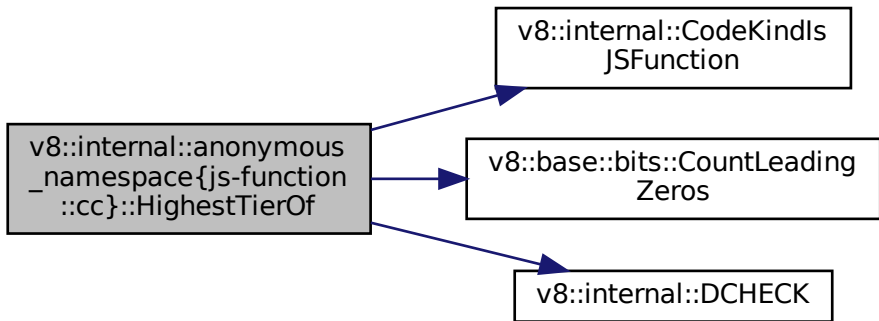 v8::internal::anonymous
_namespace{js-function
::cc}::HighestTierOf
v8::internal::CodeKindIs
JSFunction
v8::base::bits::CountLeading
Zeros
v8::internal::DCHECK